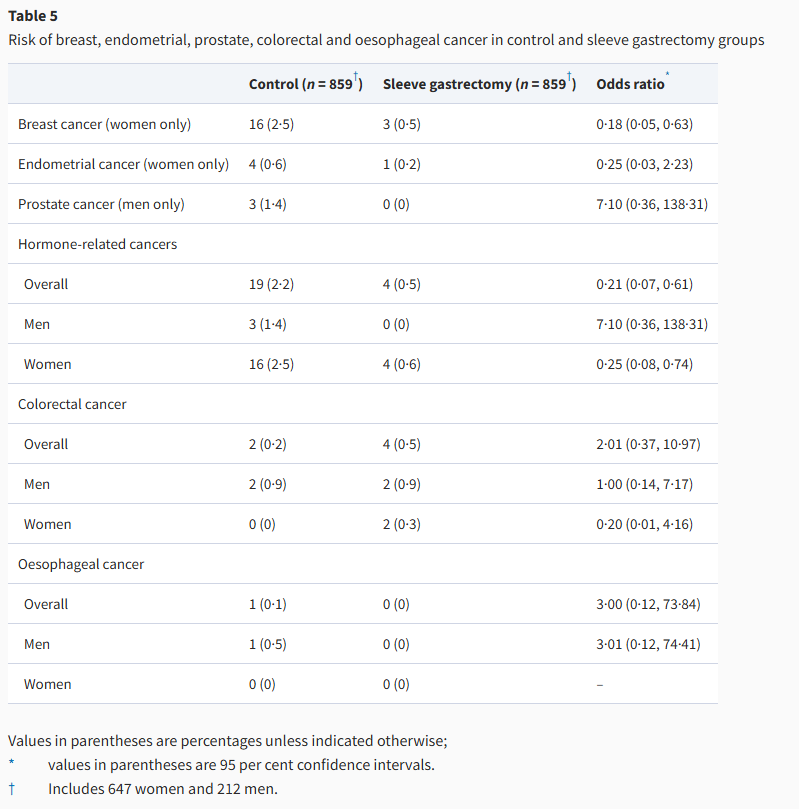 Table 5
Risk of breast, endometrial, prostate, colorectal and oesophageal cancer in control and sleeve gastrectomy groups
Control (n = 859†) Sleeve gastrectomy (n = 859†) Odds ratio*
Breast cancer (women only) 16 (2·5) 3 (0·5) 0·18 (0·05, 0·63)
Endometrial cancer (women only) 4 (0·6) 1 (0·2) 0·25 (0·03, 2·23)
Prostate cancer (men only) 3 (1·4) 0 (0) 7·10 (0·36, 138·31)
Hormone-related cancers
Overall 19 (2·2) 4 (0·5) 0·21 (0·07, 0·61)
Men 3 (1·4) 0 (0) 7·10 (0·36, 138·31)
Women 16 (2·5) 4 (0·6) 0·25 (0·08, 0·74)
Colorectal cancer
Overall 2 (0·2) 4 (0·5) 2·01 (0·37, 10·97)
Men 2 (0·9) 2 (0·9) 1·00 (0·14, 7·17)
Women 0 (0) 2 (0·3) 0·20 (0·01, 4·16)
Oesophageal cancer
Overall 1 (0·1) 0 (0) 3·00 (0·12, 73·84)
Men 1 (0·5) 0 (0) 3·01 (0·12, 74·41)
Women 0 (0) 0 (0) –
Values in parentheses are percentages unless indicated otherwise;
* values in parentheses are 95 per cent confidence intervals.
† Includes 647 women and 212 men.